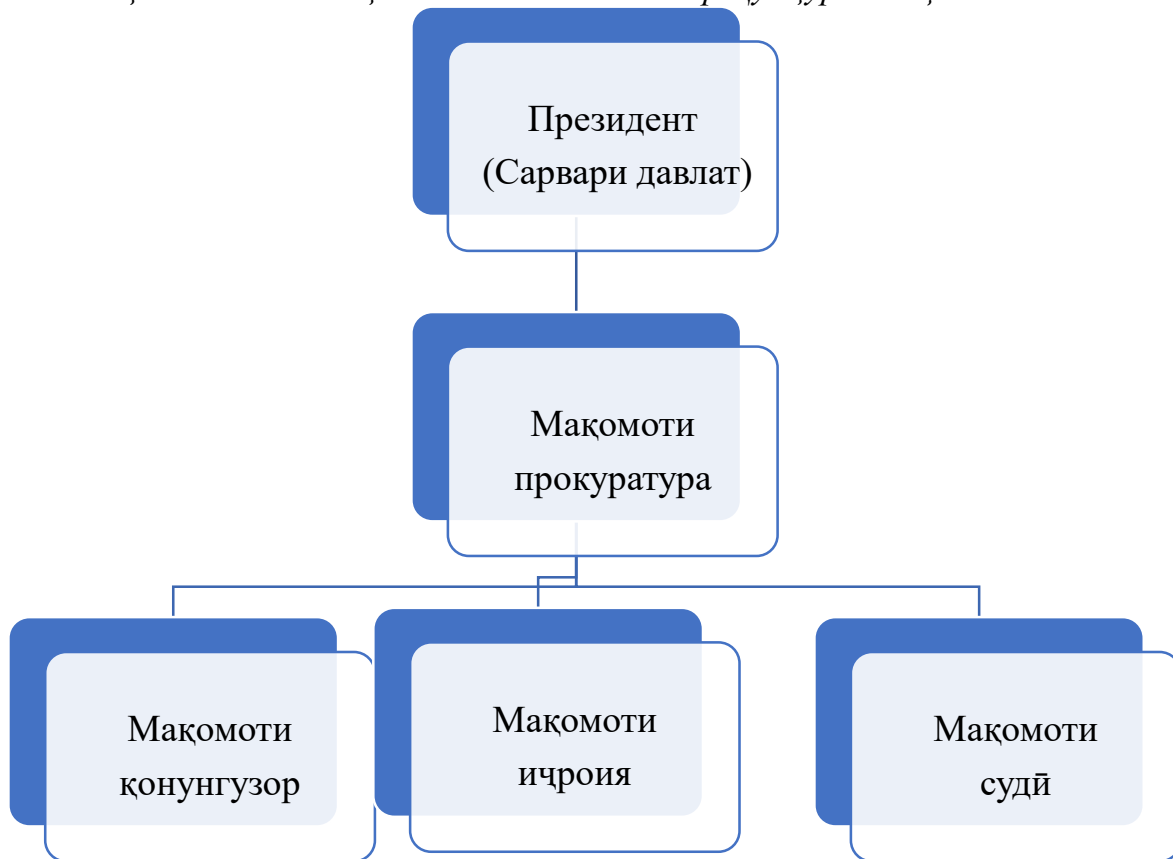 Президент
(Сарвари давлат)
Мақомоти
прокуратура
Мақомоти
қонунгузор
Мақомоти
иҷроия
Мақомоти
судӣ